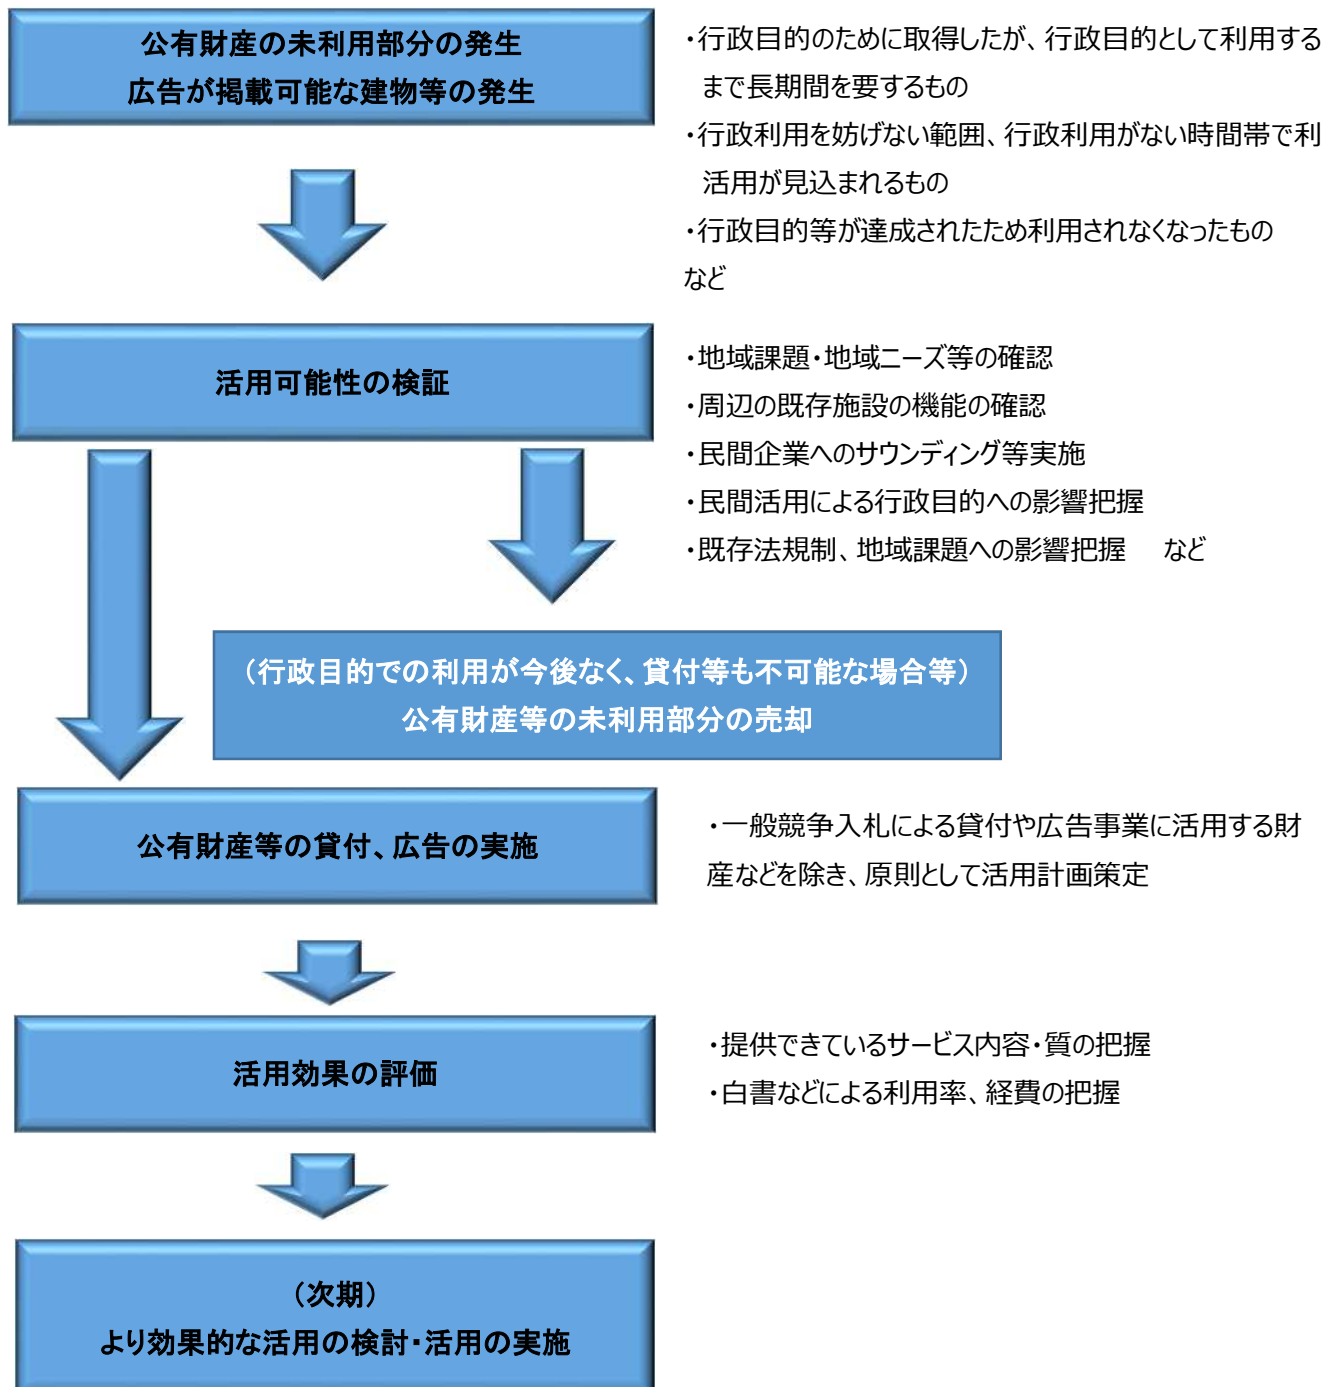 公有財産の未利用部分の発生
広告が掲載可能な建物等の発生
・行政目的のために取得したが、行政目的として利用する
まで長期間を要するもの
・行政利用を妨げない範囲、行政利用がない時間帯で利
活用が見込まれるもの
・行政目的等が達成されたため利用されなくなったもの
など
活用可能性の検証
・地域課題・地域ニーズ等の確認
・周辺の既存施設の機能の確認
・民間企業へのサウンディング等実施
・民間活用による行政目的への影響把握
・既存法規制、地域課題への影響把握　など
（行政目的での利用が今後なく、貸付等も不可能な場合等）
公有財産等の未利用部分の売却
公有財産等の貸付、広告の実施
・一般競争入札による貸付や広告事業に活用する財
産などを除き、原則として活用計画策定
活用効果の評価
・提供できているサービス内容・質の把握
・白書などによる利用率、経費の把握
（次期）
より効果的な活用の検討・活用の実施